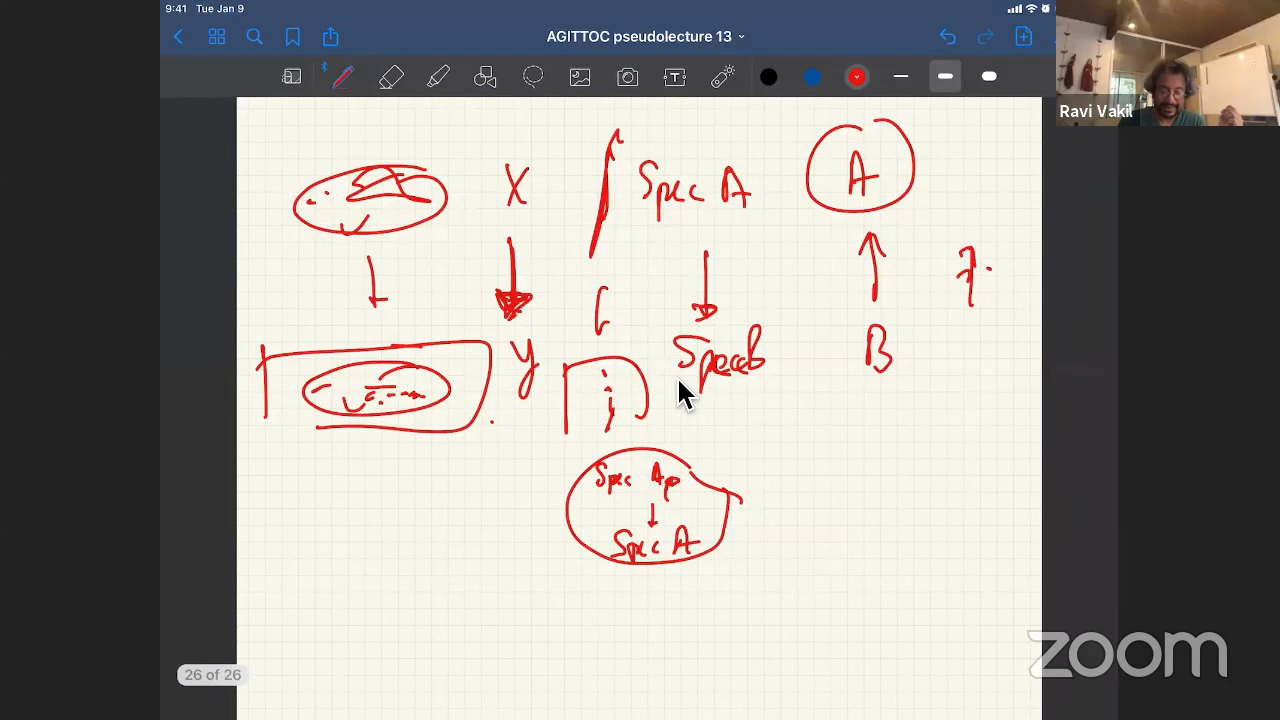 9:41 Tue Jan 9
AGITTOC pseudolecture 13
T
Ravi Vakil
X Spec A A
Y Spec B B
Spec A_p
↓
Spec A
26 of 26
zoom